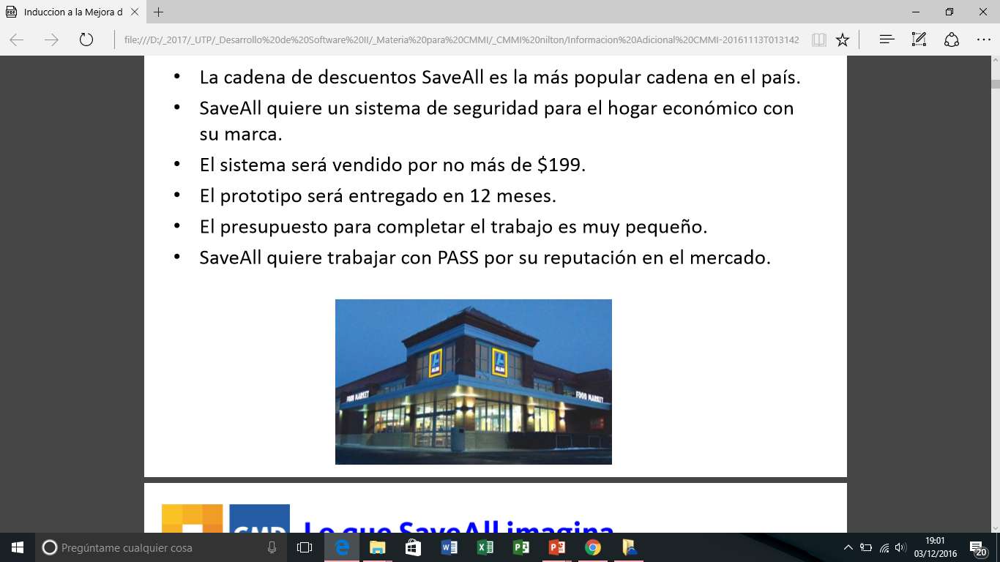 Induccion a la Mejora d
file:///D:/_2017/_UTP/_Desarrollo%20de%20Software%20II/_Materia%20para%20CMMI/_CMMI%20nilton/Informacion%20Adicional%20CMMI-20161113T013142
• La cadena de descuentos SaveAll es la más popular cadena en el país.
• SaveAll quiere un sistema de seguridad para el hogar económico con
su marca.
• El sistema será vendido por no más de $199.
• El prototipo será entregado en 12 meses.
• El presupuesto para completar el trabajo es muy pequeño.
• SaveAll quiere trabajar con PASS por su reputación en el mercado.
ALDI ALDI
FOOD MARKET FOOD MARKET
GMD Lo que SaveAll imagina
Pregúntame cualquier cosa
19:01
03/12/2016
20